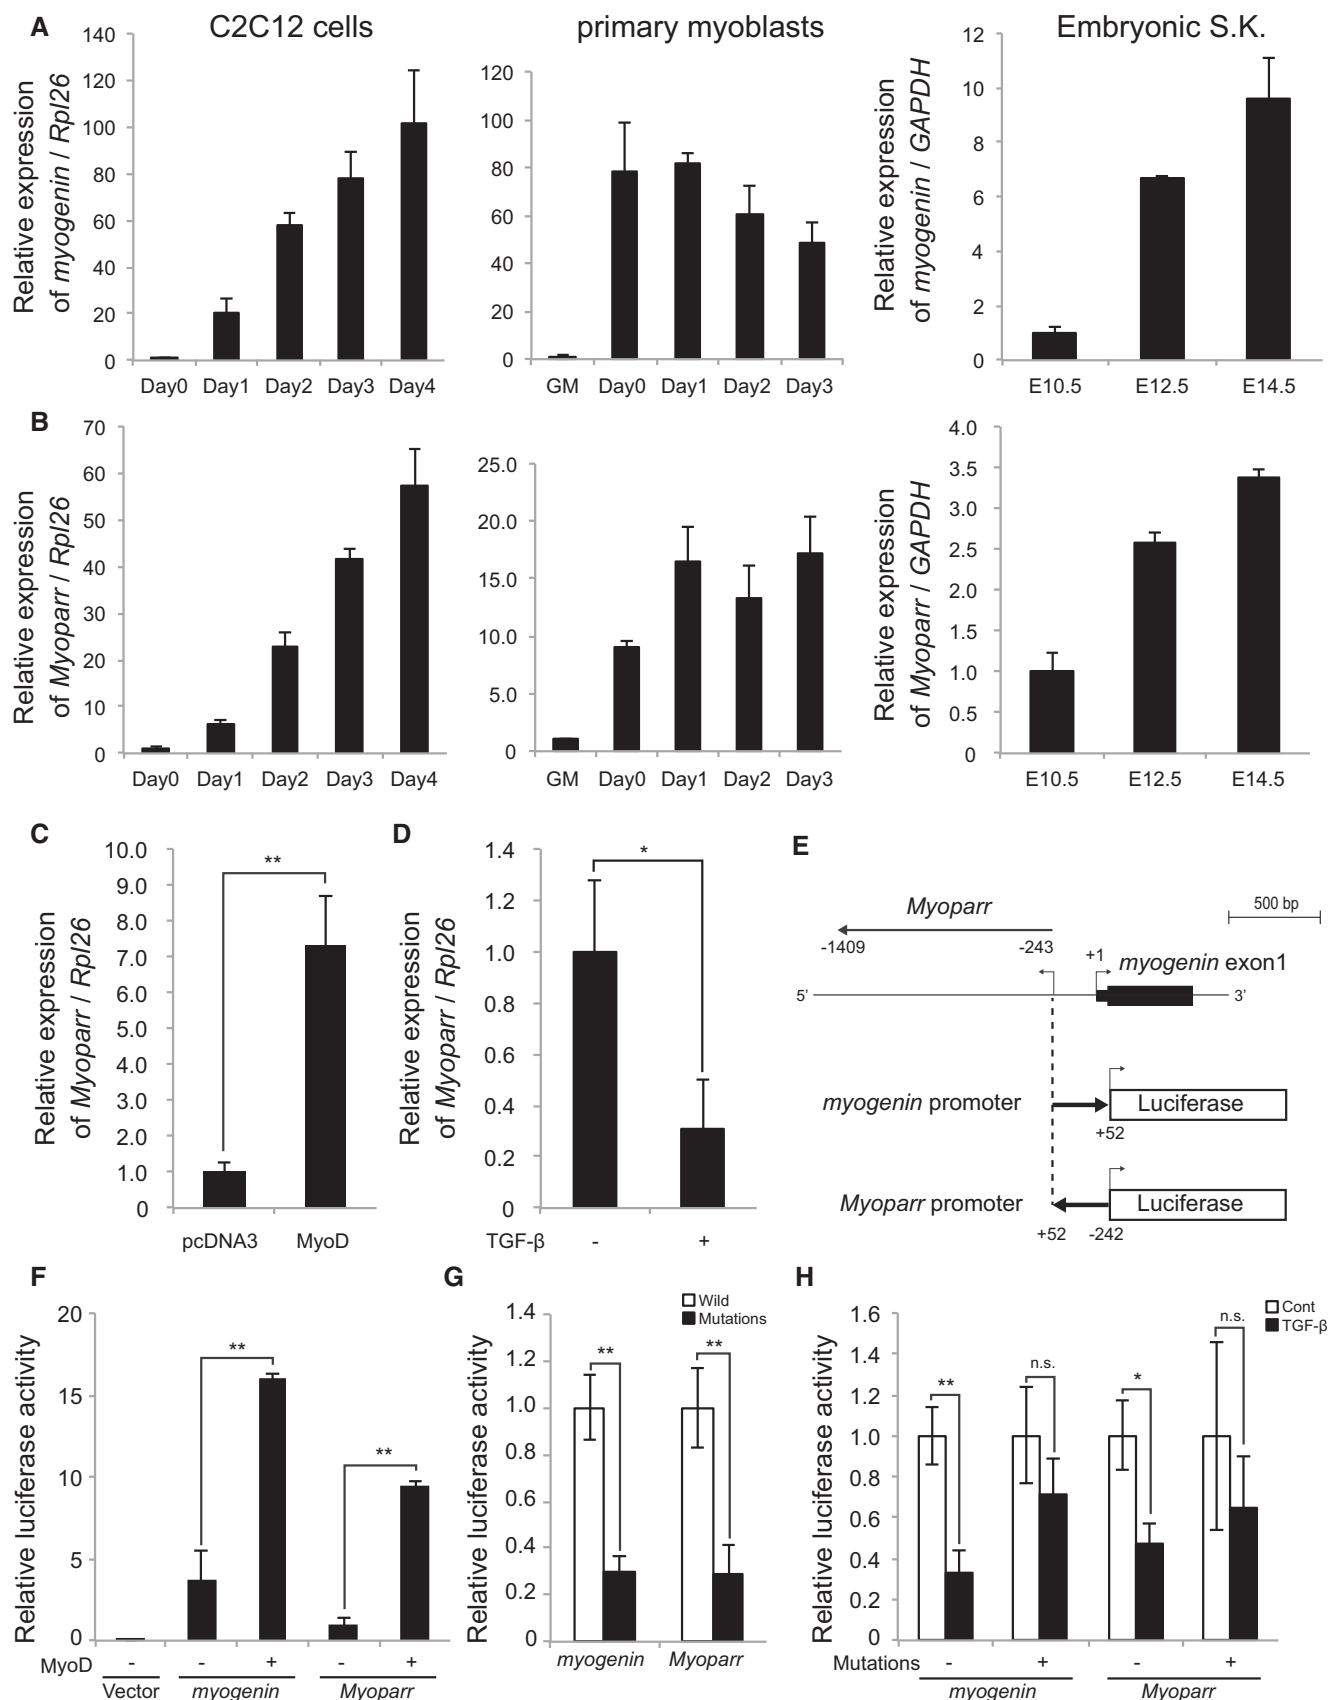 A
C2C12 cells
primary myoblasts
Embryonic S.K.
Relative expression
of myogenin / Rpl26
140
120
100
80
60
40
20
0
Day0 Day1 Day2 Day3 Day4
120
100
80
60
40
20
0
GM Day0 Day1 Day2 Day3
Relative expression
of myogenin / GAPDH
12
10
8
6
4
2
0
E10.5 E12.5 E14.5
B
Relative expression
of Myoparr / Rpl26
70
60
50
40
30
20
10
0
Day0 Day1 Day2 Day3 Day4
25.0
20.0
15.0
10.0
5.0
0
GM Day0 Day1 Day2 Day3
Relative expression
of Myoparr / GAPDH
4.0
3.5
3.0
2.5
2.0
1.5
1.0
0.5
0
E10.5 E12.5 E14.5
C
Relative expression
of Myoparr / Rpl26
10.0
9.0
8.0
7.0
6.0
5.0
4.0
3.0
2.0
1.0
0
**
pcDNA3 MyoD
D
Relative expression
of Myoparr / Rpl26
1.4
1.2
1.0
0.8
0.6
0.4
0.2
0
*
TGF-β - +
E
Myoparr
500 bp
-1409 -243
+1
myogenin exon1
5' 3'
myogenin promoter
Luciferase
+52
Myoparr promoter
Luciferase
+52 -242
F
Relative luciferase activity
20
15
10
5
0
**
**
MyoD - - + - +
Vector myogenin Myoparr
G
Relative luciferase activity
Wild
Mutations
1.4
1.2
1.0
0.8
0.6
0.4
0.2
0
** **
myogenin Myoparr
H
Relative luciferase activity
Cont
TGF-β
1.6
1.4
1.2
1.0
0.8
0.6
0.4
0.2
0
** n.s. * n.s.
Mutations - + - +
myogenin Myoparr